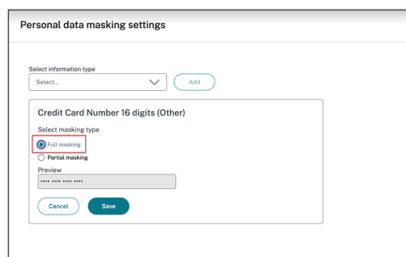 Personal data masking settings
Select information type
Select...
Add
Credit Card Number 16 digits (Other)
Select masking type
Full masking
Partial masking
Preview
**** **** **** ****
Cancel
Save